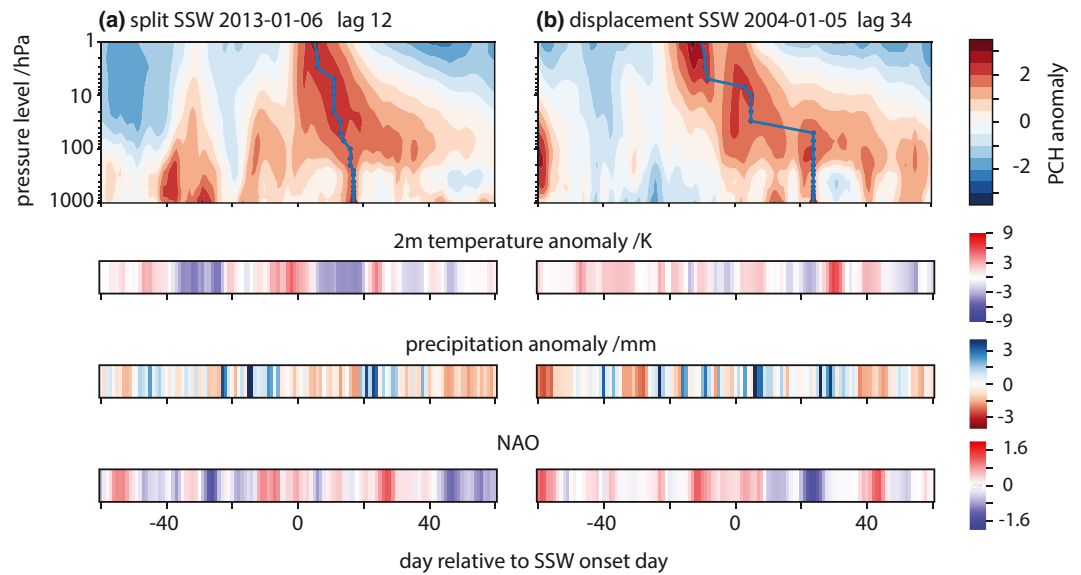 (a) split SSW 2013-01-06 lag 12
(b) displacement SSW 2004-01-05 lag 34
pressure level /hPa
1
10
100
1000
2
0
-2
PCH anomaly
2m temperature anomaly /K
9
3
-3
-9
precipitation anomaly /mm
3
0
-3
NAO
1.6
0
-1.6
-40 0 40
-40 0 40
day relative to SSW onset day